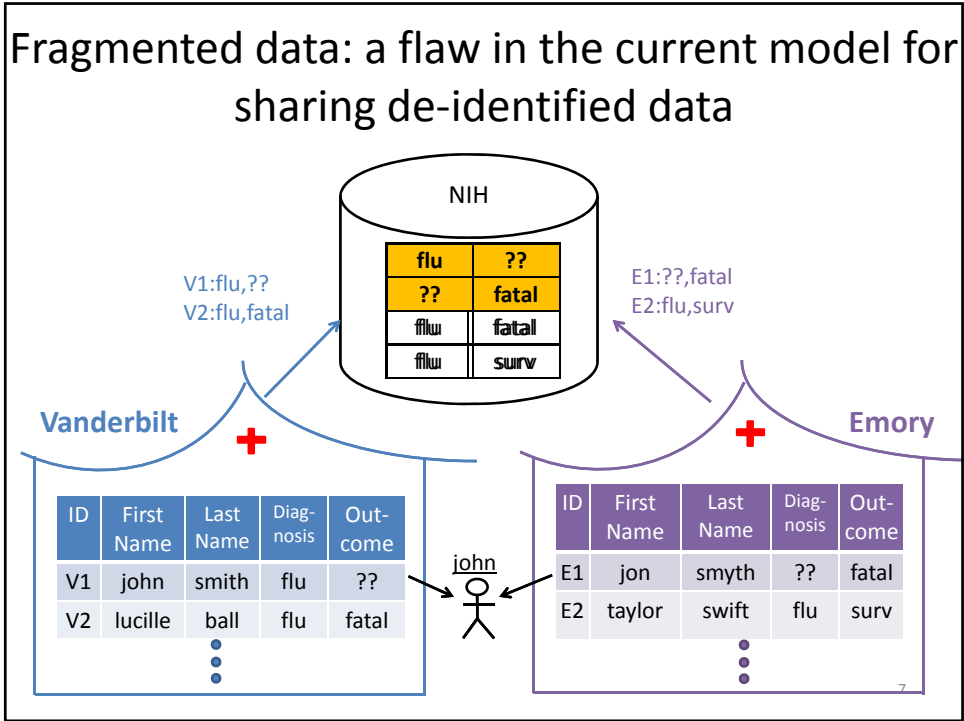 Fragmented data: a flaw in the current model for
sharing de-identified data
NIH
flu ??
?? fatal
flu fatal
flu surv
V1:flu,??
V2:flu,fatal
E1:??,fatal
E2:flu,surv
Vanderbilt
Emory
ID First Name Last Name Diag-nosis Out-come
V1 john smith flu ??
V2 lucille ball flu fatal
john
ID First Name Last Name Diag-nosis Out-come
E1 jon smyth ?? fatal
E2 taylor swift flu surv
7